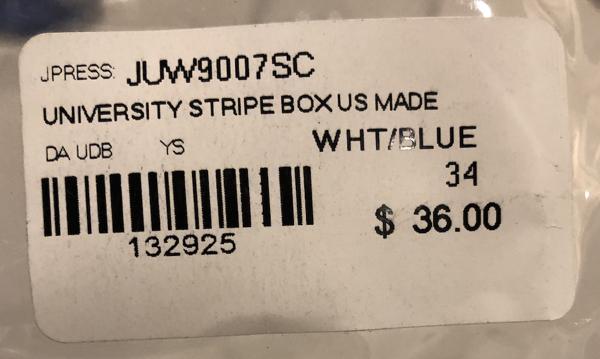 JPRESS: JUW9007SC
UNIVERSITY STRIPE BOX US MADE
DA UDB YS WHT/BLUE
34
$ 36.00
132925